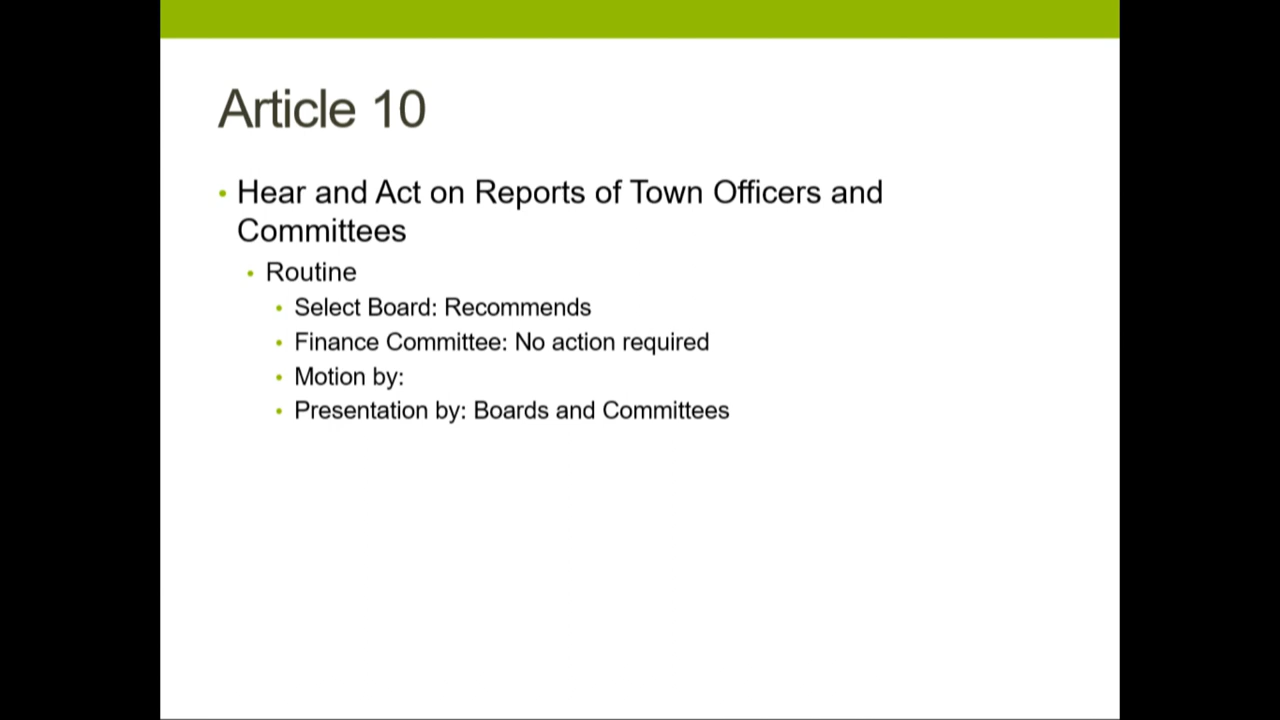 Article 10
• Hear and Act on Reports of Town Officers and
Committees
• Routine
• Select Board: Recommends
• Finance Committee: No action required
• Motion by:
• Presentation by: Boards and Committees